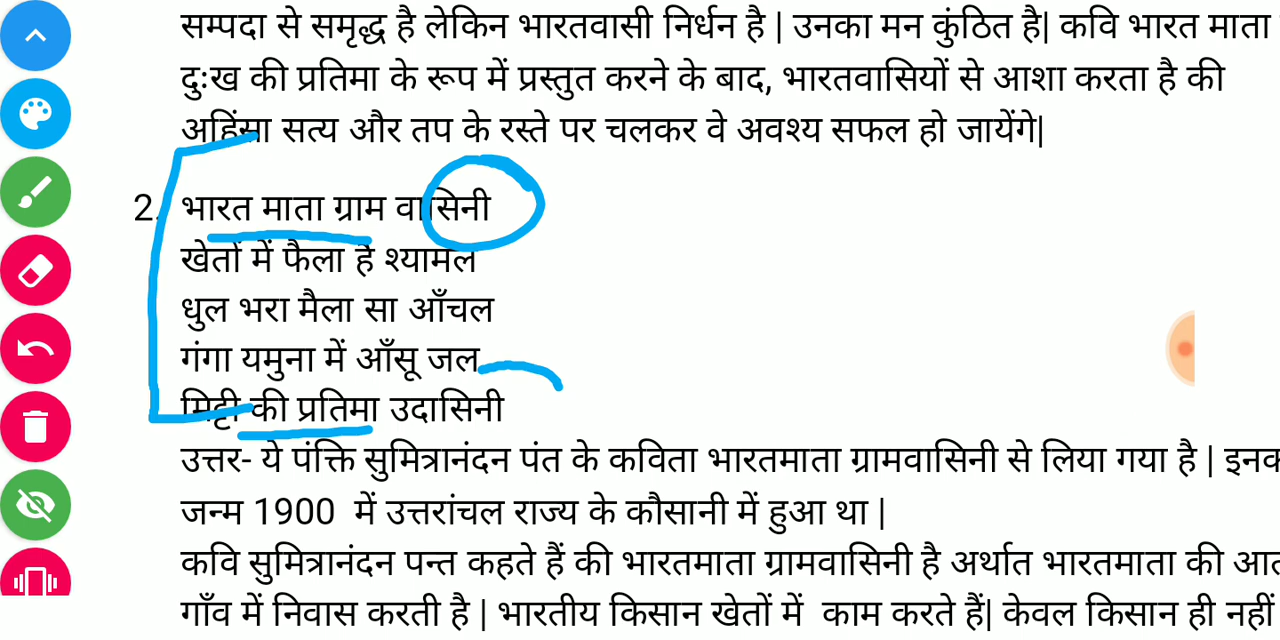 सम्पदा से समृद्ध है लेकिन भारतवासी निर्धन है | उनका मन कुंठित है| कवि भारत माता
दुःख की प्रतिमा के रूप में प्रस्तुत करने के बाद, भारतवासियों से आशा करता है की
अहिंसा सत्य और तप के रस्ते पर चलकर वे अवश्य सफल हो जायेंगे|
2. भारत माता ग्राम वासिनी
खेतों में फैला है श्यामल
धुल भरा मैला सा आँचल
गंगा यमुना में आँसू जल
मिट्टी की प्रतिमा उदासिनी
उत्तर- ये पंक्ति सुमित्रानंदन पंत के कविता भारतमाता ग्रामवासिनी से लिया गया है |
जन्म 1900 में उत्तरांचल राज्य के कौसानी में हुआ था |
कवि सुमित्रानंदन पन्त कहते हैं की भारतमाता ग्रामवासिनी है अर्थात भारतमाता की
गाँव में निवास करती है | भारतीय किसान खेतों में काम करते हैं| केवल किसान ही नहीं